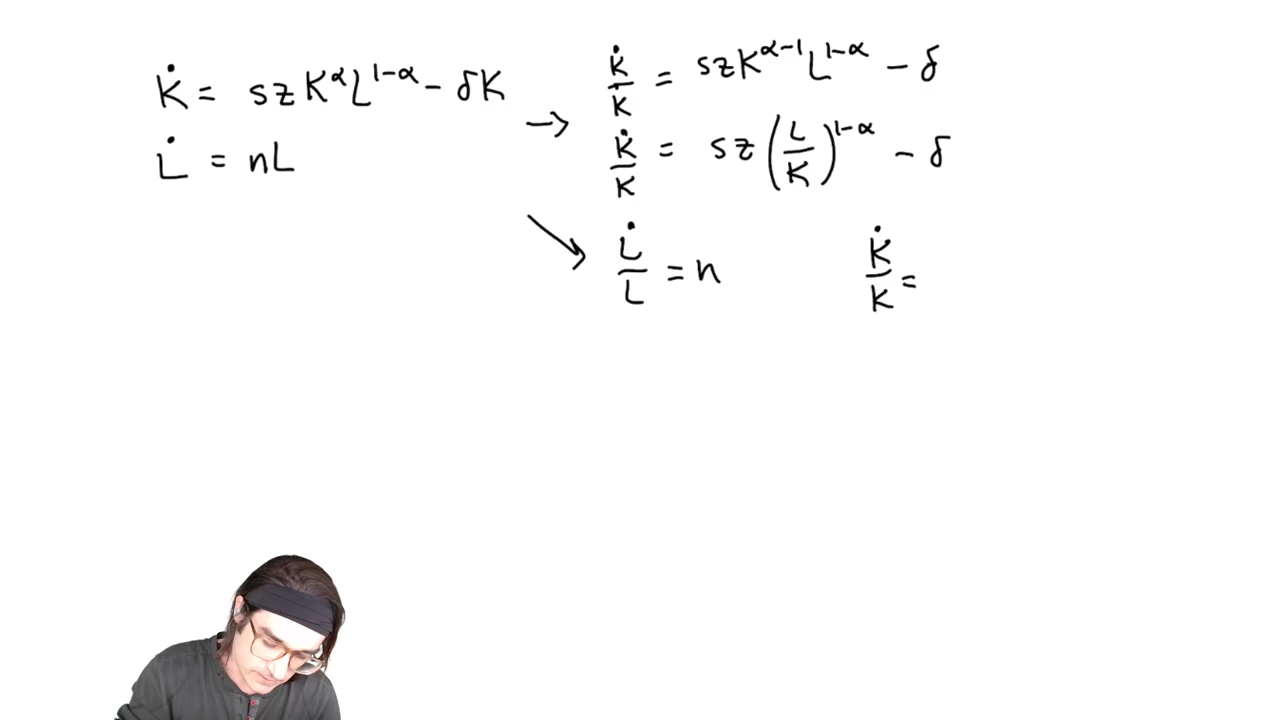 K̇ = szK^α L^{1-α} - δK
L̇ = nL
→ K̇/K = szK^{α-1} L^{1-α} - δ
K̇/K = sz(L/K)^{1-α} - δ
↘ L̇/L = n
K̇/K =